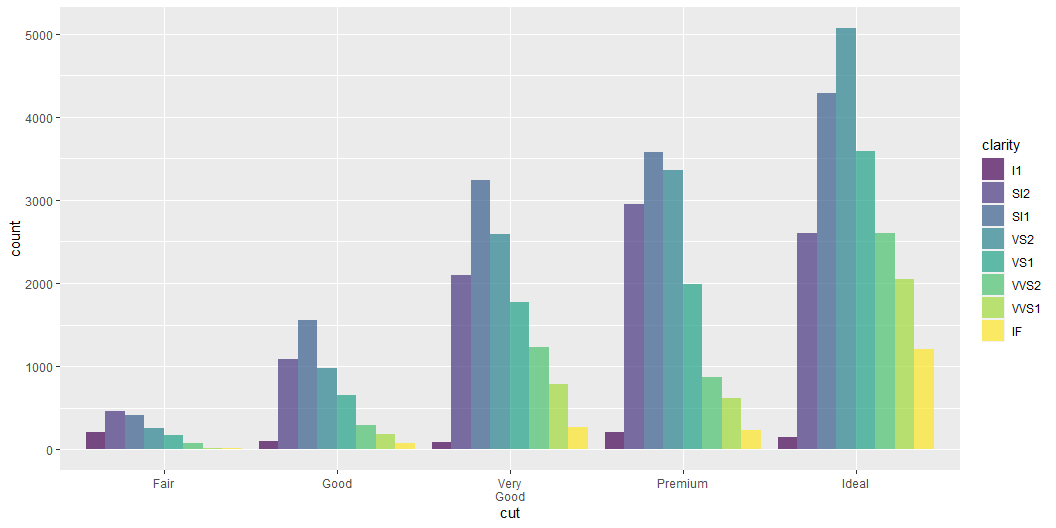 5000
4000
3000
2000
1000
0
count
Fair
Good
Very
Good
Premium
Ideal
cut
clarity
I1
SI2
SI1
VS2
VS1
VVS2
VVS1
IF